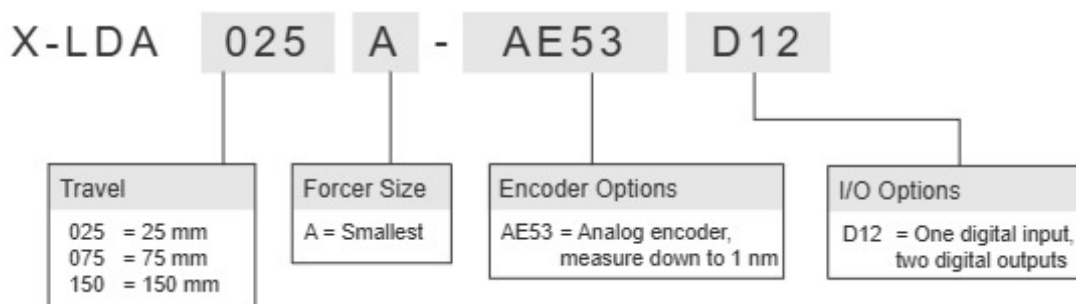 X-LDA 025 A - AE53 D12
Travel
025 = 25 mm
075 = 75 mm
150 = 150 mm
Forcer Size
A = Smallest
Encoder Options
AE53 = Analog encoder,
measure down to 1 nm
I/O Options
D12 = One digital input,
two digital outputs